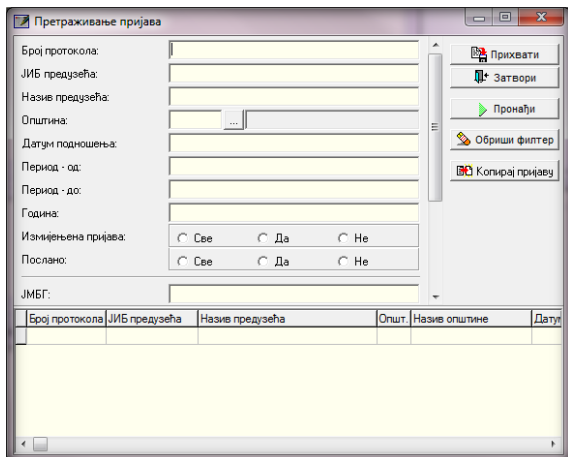 Претраживање пријава
Број протокола:
ЈИБ предузећа:
Назив предузећа:
Општина: ...
Датум подношења:
Период - од:
Период - до:
Година:
Измијењена пријава: Све Да Не
Послано: Све Да Не
ЈМБГ:
Прихвати
Затвори
Пронађи
Обриши филтер
Копирај пријаву
Број протокола ЈИБ предузећа Назив предузећа Општ. Назив општине Датум